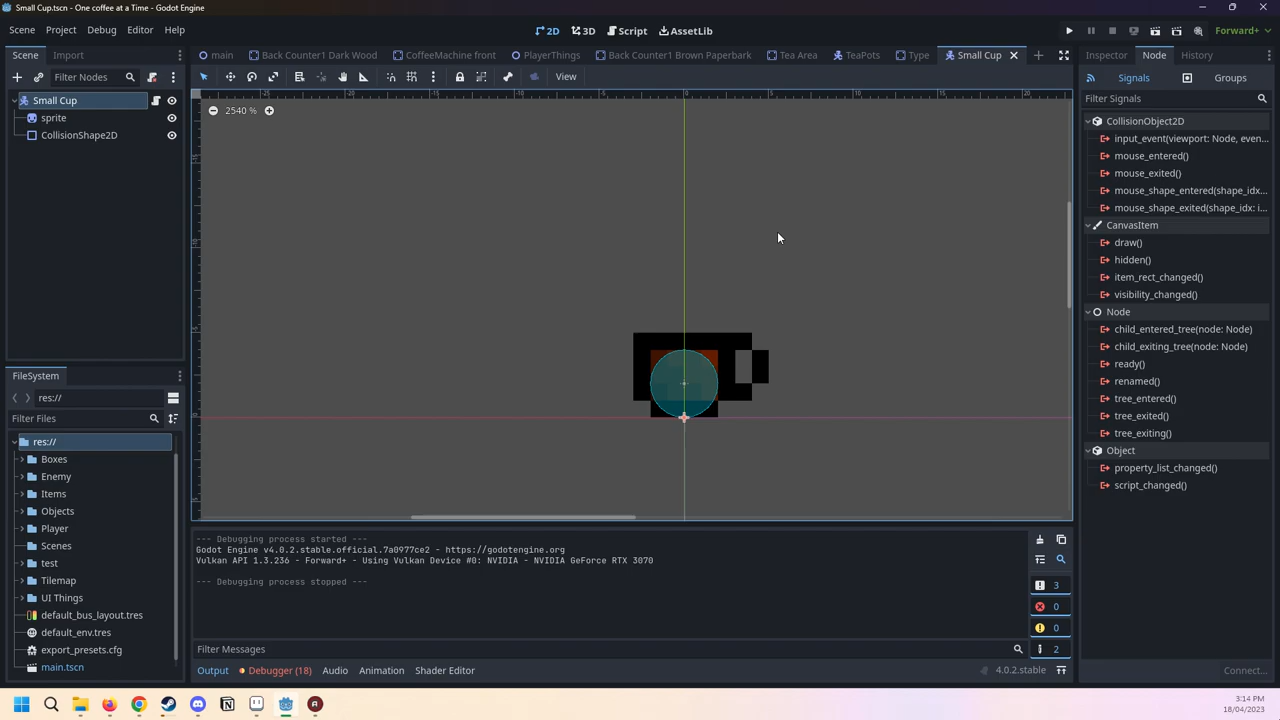 Small Cup.tscn - One coffee at a Time - Godot Engine
Scene Project Debug Editor Help
2D 3D Script AssetLib
Forward+
Scene Import
main Back Counter1 Dark Wood CoffeeMachine front PlayerThings Back Counter1 Brown Paperbark Tea Area TeaPots Type Small Cup
Inspector Node History
Filter Nodes
View
Signals Groups
Small Cup
sprite
CollisionShape2D
2540 %
Filter Signals
CollisionObject2D
input_event(viewport: Node, even...
mouse_entered()
mouse_exited()
mouse_shape_entered(shape_idx...
mouse_shape_exited(shape_idx: i...
CanvasItem
draw()
hidden()
item_rect_changed()
visibility_changed()
Node
child_entered_tree(node: Node)
child_exiting_tree(node: Node)
ready()
renamed()
tree_entered()
tree_exited()
tree_exiting()
Object
property_list_changed()
script_changed()
Connect...
FileSystem
res://
Filter Files
res://
Boxes
Enemy
Items
Objects
Player
Scenes
test
Tilemap
UI Things
default_bus_layout.tres
default_env.tres
export_presets.cfg
main.tscn
--- Debugging process started ---
Godot Engine v4.0.2.stable.official.7a0977ce2 - https://godotengine.org
Vulkan API 1.3.236 - Forward+ - Using Vulkan Device #0: NVIDIA - NVIDIA GeForce RTX 3070
--- Debugging process stopped ---
3
0
0
2
Filter Messages
Output Debugger (18) Audio Animation Shader Editor
4.0.2.stable
3:14 PM
18/04/2023